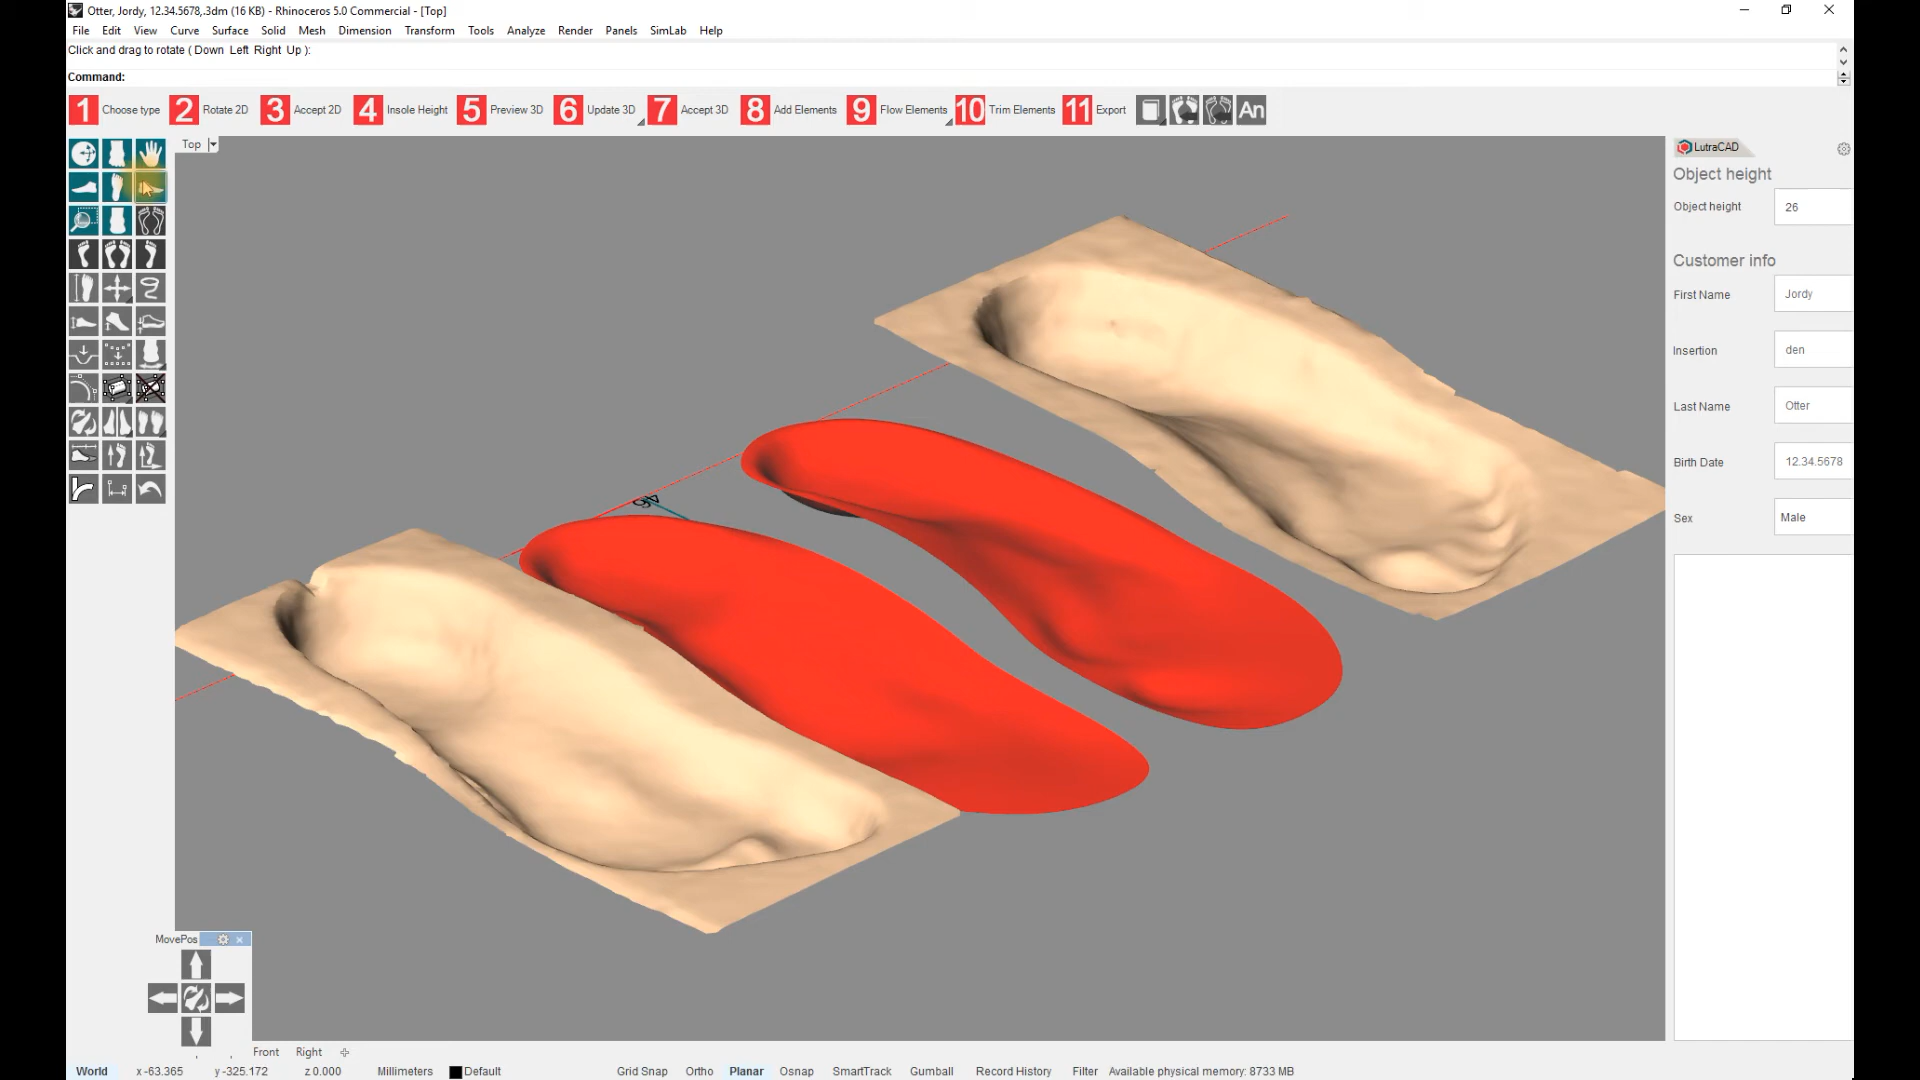 Otter, Jordy, 12.34.5678,.3dm (16 KB) - Rhinoceros 5.0 Commercial - [Top]
File Edit View Curve Surface Solid Mesh Dimension Transform Tools Analyze Render Panels SimLab Help
Click and drag to rotate ( Down Left Right Up ):
Command:
1 Choose type 2 Rotate 2D 3 Accept 2D 4 Insole Height 5 Preview 3D 6 Update 3D 7 Accept 3D 8 Add Elements 9 Flow Elements 10 Trim Elements 11 Export An
Top
LutraCAD
Object height
Object height 26
Customer info
First Name Jordy
Insertion den
Last Name Otter
Birth Date 12.34.5678
Sex Male
MovePos
Front Right
World x -63.365 y -325.172 z 0.000 Millimeters Default Grid Snap Ortho Planar Osnap SmartTrack Gumball Record History Filter Available physical memory: 8733 MB